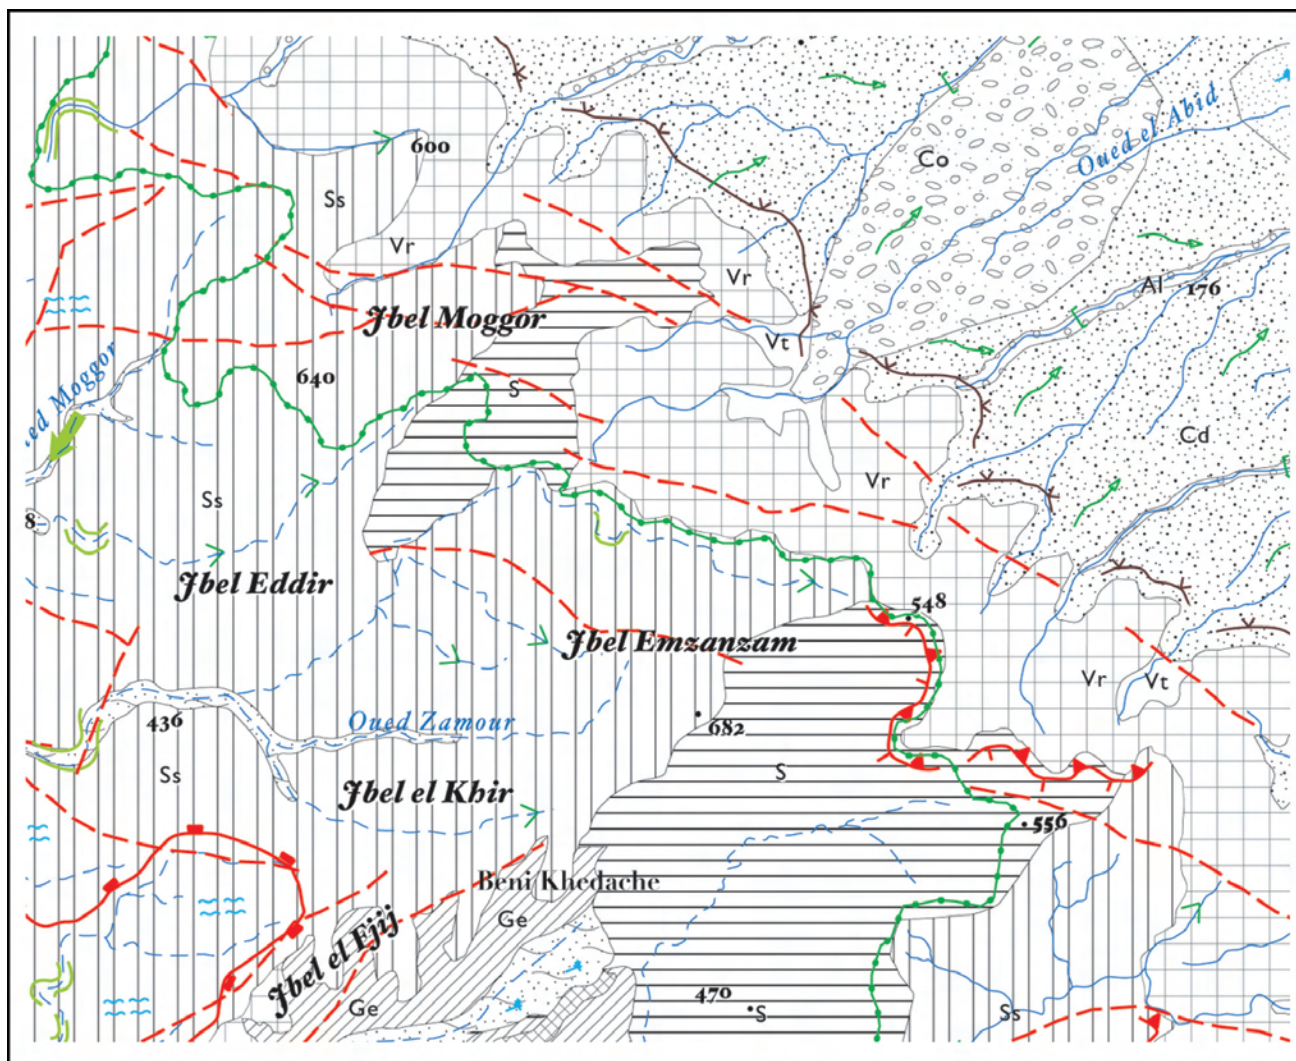 600
Oued el Abid
Co
Ss
Vr
Vr
Al
176
Jbel Moggor
Vt
640
S
ed Moggor
Cd
Vr
Ss
8
Jbel Eddir
548
Jbel Emzanzam
Vr
Vt
436
Oued Zamour
682
Ss
S
Jbel el Khir
556
Beni Khedache
Ge
Jbel el Ejij
470
Ge
S
Ss